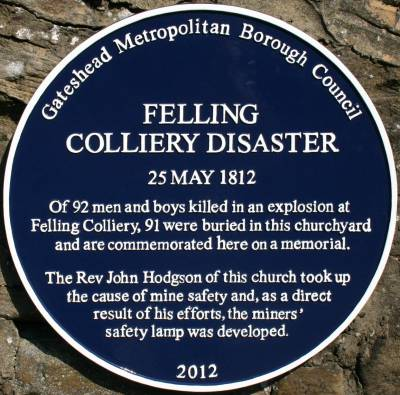 Gateshead Metropolitan Borough Council
FELLING
COLLIERY DISASTER
25 MAY 1812
Of 92 men and boys killed in an explosion at
Felling Colliery, 91 were buried in this churchyard
and are commemorated here on a memorial.
The Rev John Hodgson of this church took up
the cause of mine safety and, as a direct
result of his efforts, the miners'
safety lamp was developed.
2012